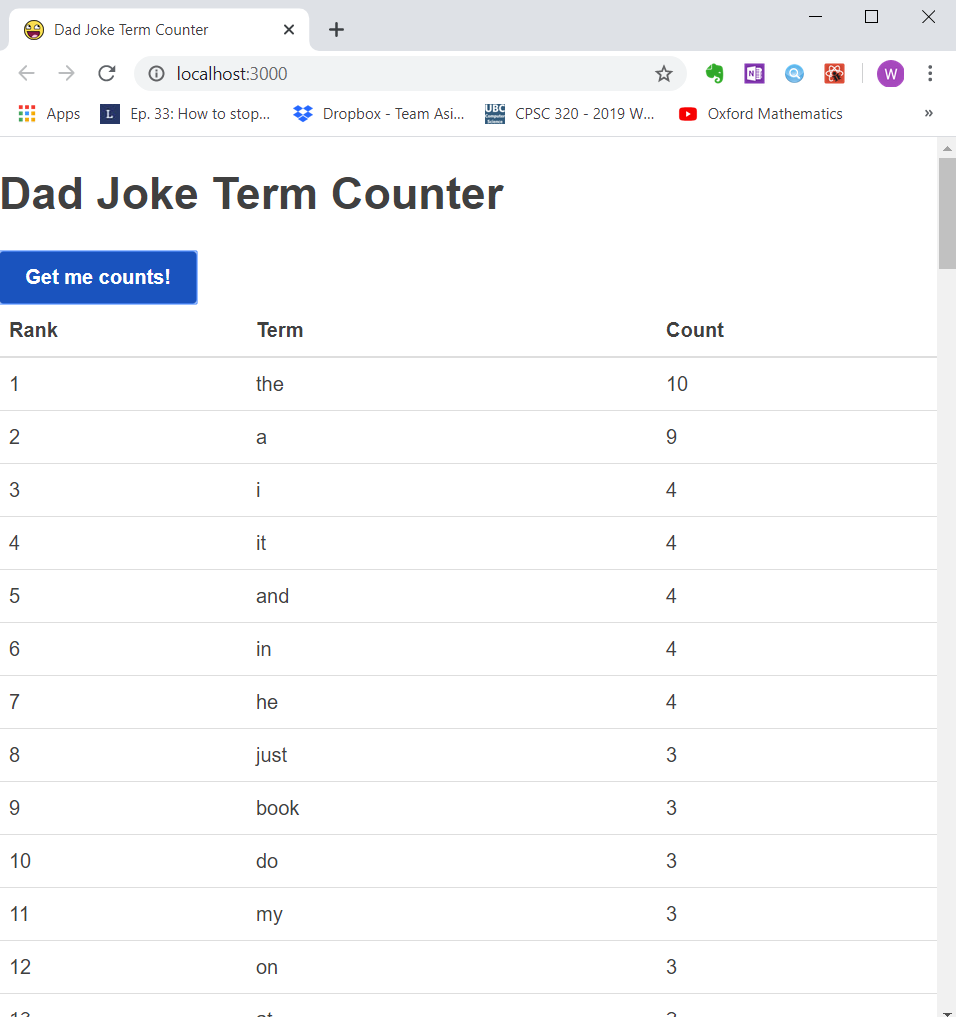 Dad Joke Term Counter
localhost:3000
W
Apps L Ep. 33: How to stop... Dropbox - Team Asi... UBC Computer Science CPSC 320 - 2019 W... Oxford Mathematics »
Dad Joke Term Counter
Get me counts!
Rank Term Count
1 the 10
2 a 9
3 i 4
4 it 4
5 and 4
6 in 4
7 he 4
8 just 3
9 book 3
10 do 3
11 my 3
12 on 3